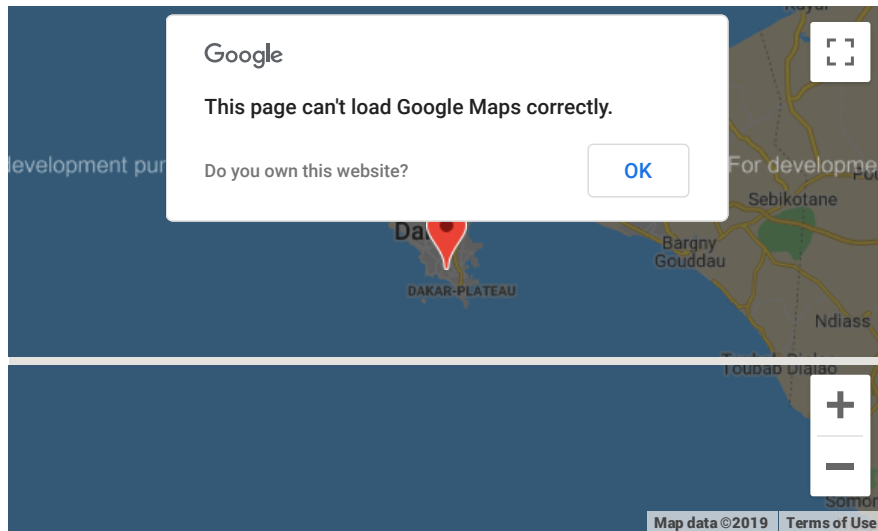 Kayar
Google
This page can't load Google Maps correctly.
Do you own this website?
OK
development pur
For developme
Sebikotane
Bargny
Gouddau
DAKAR-PLATEAU
Ndiass
Toubab Dialao
Map data ©2019
Terms of Use